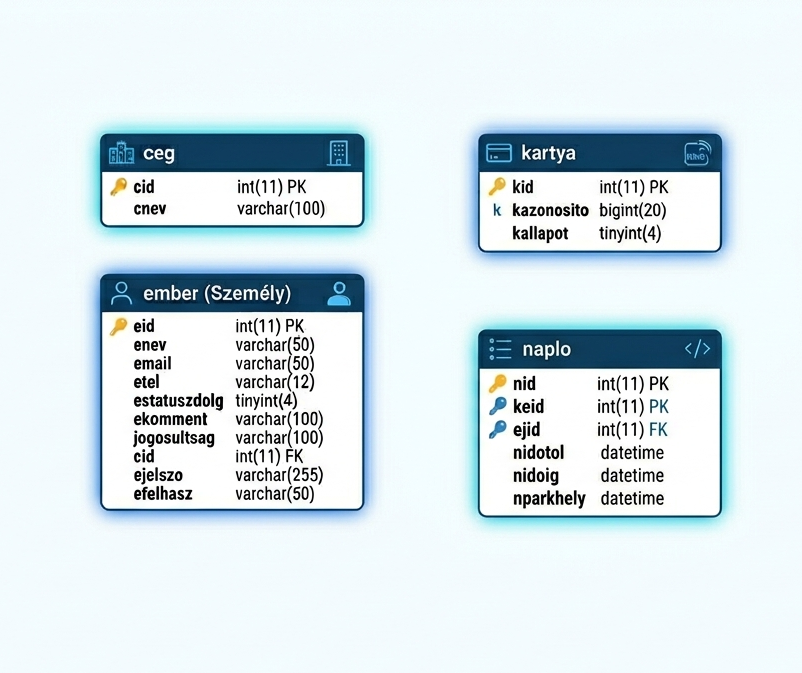 ceg
cid int(11) PK
cnev varchar(100)
kartya
kid int(11) PK
k kazonosito bigint(20)
kallapot tinyint(4)
ember (Személy)
eid int(11) PK
enev varchar(50)
email varchar(50)
etel varchar(12)
estatuszdolg tinyint(4)
ekomment varchar(100)
jogosultsag varchar(100)
cid int(11) FK
ejelszo varchar(255)
efelhasz varchar(50)
naplo
</>
nid int(11) PK
keid int(11) PK
ejid int(11) FK
nidotol datetime
nidoig datetime
nparkhely datetime